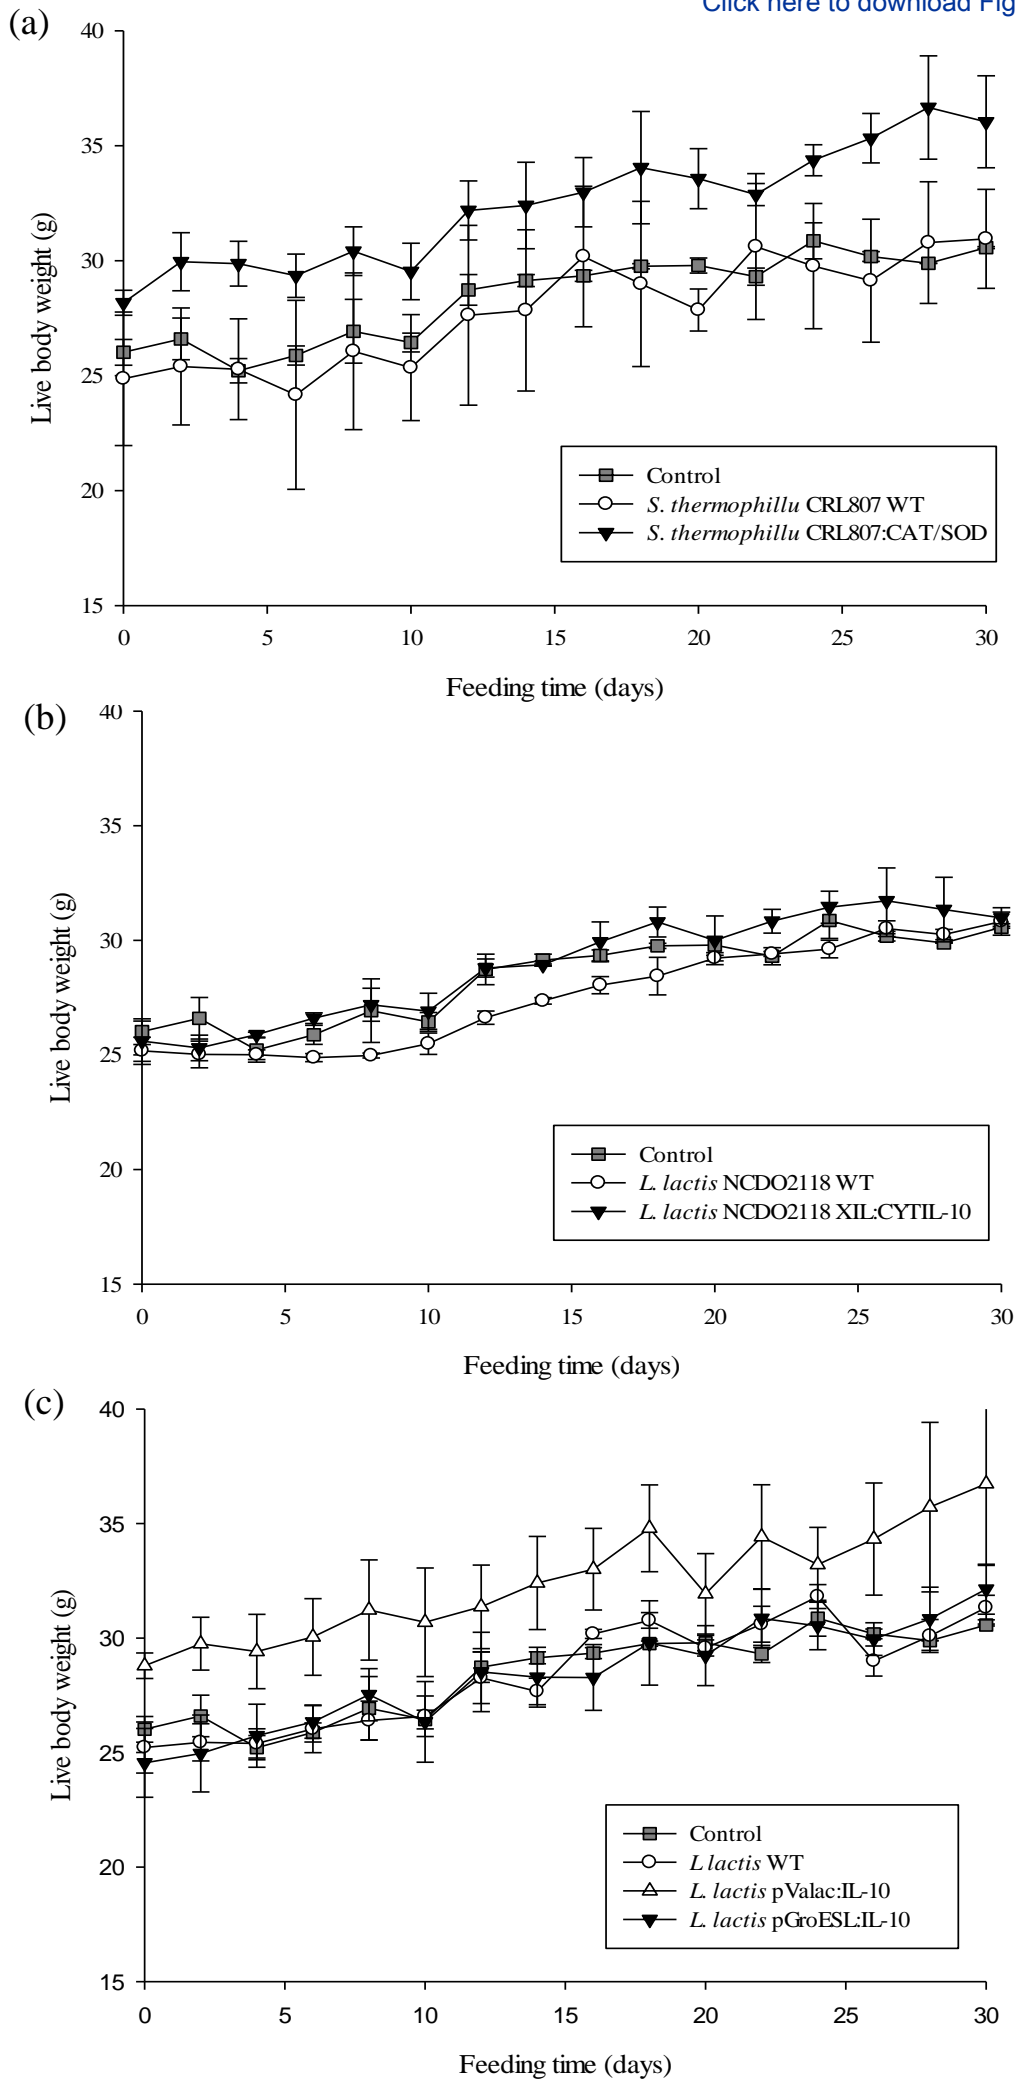 Click here to download Fig
(a)
40
35
30
25
20
15
Live body weight (g)
Control
S. thermophillu CRL807 WT
S. thermophillu CRL807:CAT/SOD
0 5 10 15 20 25 30
Feeding time (days)
(b)
40
35
30
25
20
15
Live body weight (g)
Control
L. lactis NCDO2118 WT
L. lactis NCDO2118 XIL:CYTIL-10
0 5 10 15 20 25 30
Feeding time (days)
(c)
40
35
30
25
20
15
Live body weight (g)
Control
L lactis WT
L. lactis pValac:IL-10
L. lactis pGroESL:IL-10
0 5 10 15 20 25 30
Feeding time (days)